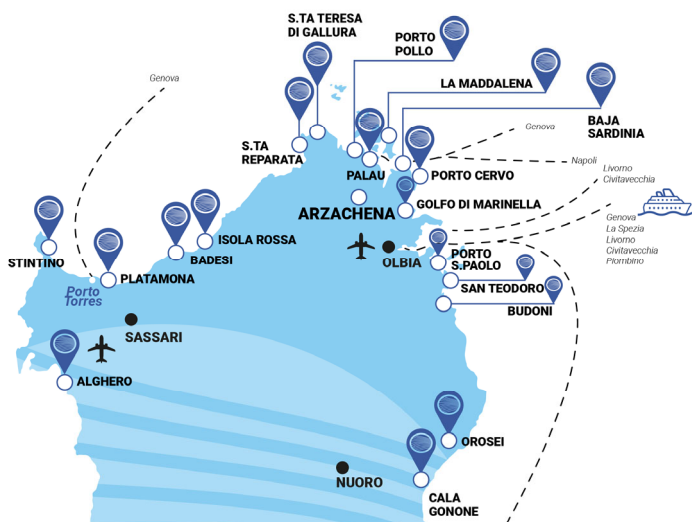 S.TA TERESA
DI GALLURA
PORTO
POLLO
Genova
LA MADDALENA
BAJA
SARDINIA
Genova
S.TA
REPARATA
PALAU
Napoli
PORTO CERVO
Livorno
Civitavecchia
ARZACHENA
GOLFO DI MARINELLA
Genova
La Spezia
Livorno
Civitavecchia
Piombino
ISOLA ROSSA
BADESI
STINTINO
OLBIA
PORTO
S.PAOLO
PLATAMONA
SAN TEODORO
Porto
Torres
BUDONI
SASSARI
ALGHERO
OROSEI
NUORO
CALA
GONONE